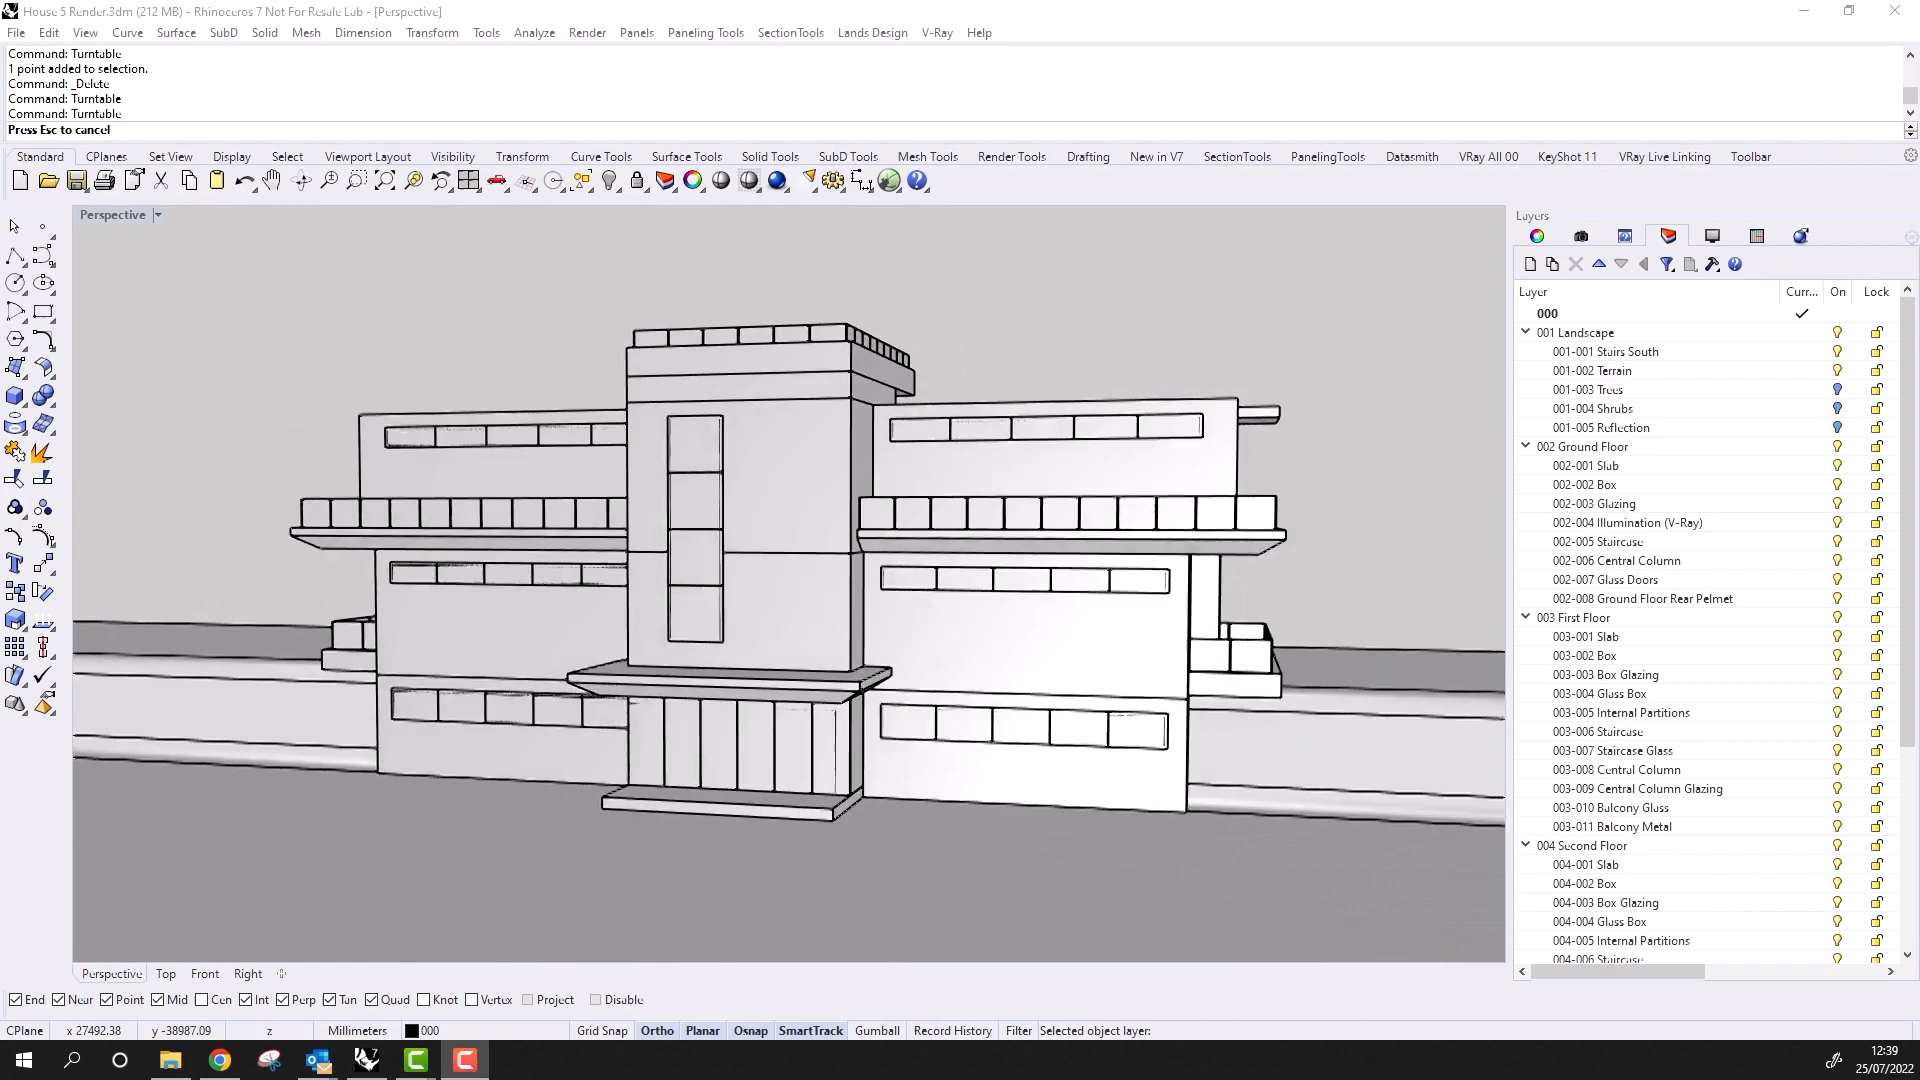 House 5 Render.3dm (212 MB) - Rhinoceros 7 Not For Resale Lab - [Perspective]
File Edit View Curve Surface SubD Solid Mesh Dimension Transform Tools Analyze Render Panels Paneling Tools SectionTools Lands Design V-Ray Help
Command: Turntable
1 point added to selection.
Command: _Delete
Command: Turntable
Command: Turntable
Press Esc to cancel
Standard CPlanes Set View Display Select Viewport Layout Visibility Transform Curve Tools Surface Tools Solid Tools SubD Tools Mesh Tools Render Tools Drafting New in V7 SectionTools PanelingTools Datasmith VRay All 00 KeyShot 11 VRay Live Linking Toolbar
Perspective
Layers
Layer Curr... On Lock
000
001 Landscape
001-001 Stairs South
001-002 Terrain
001-003 Trees
001-004 Shrubs
001-005 Reflection
002 Ground Floor
002-001 Slab
002-002 Box
002-003 Glazing
002-004 Illumination (V-Ray)
002-005 Staircase
002-006 Central Column
002-007 Glass Doors
002-008 Ground Floor Rear Pelmet
003 First Floor
003-001 Slab
003-002 Box
003-003 Box Glazing
003-004 Glass Box
003-005 Internal Partitions
003-006 Staircase
003-007 Staircase Glass
003-008 Central Column
003-009 Central Column Glazing
003-010 Balcony Glass
003-011 Balcony Metal
004 Second Floor
004-001 Slab
004-002 Box
004-003 Box Glazing
004-004 Glass Box
004-005 Internal Partitions
004-006 Staircase
Perspective Top Front Right
End Near Point Mid Cen Int Perp Tan Quad Knot Vertex Project Disable
CPlane x 27492.38 y -38987.09 z Millimeters 000 Grid Snap Ortho Planar Osnap SmartTrack Gumball Record History Filter Selected object layer:
12:39
25/07/2022